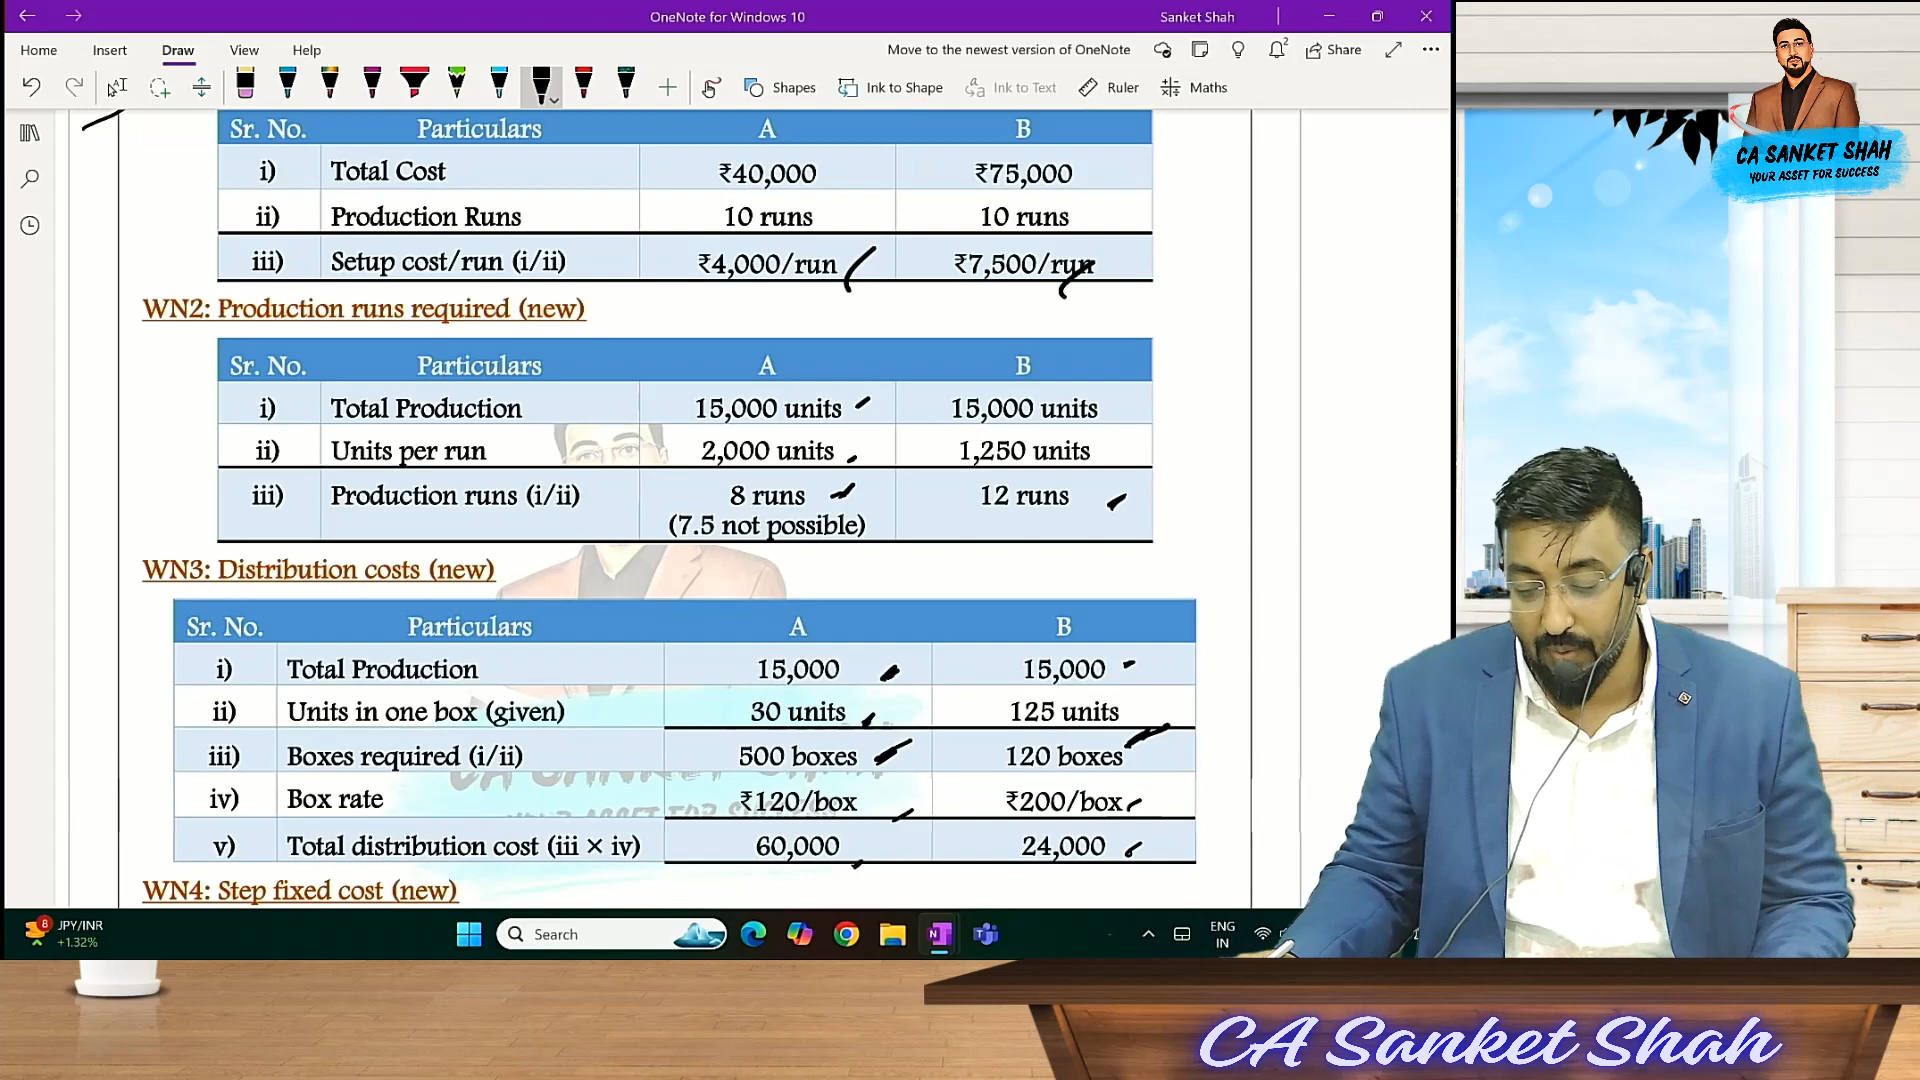 OneNote for Windows 10
Sanket Shah
Home Insert Draw View Help
Move to the newest version of OneNote
2
Share
Shapes
Ink to Shape
Ink to Text
Ruler
Maths
Sr. No. Particulars A B
i) Total Cost ₹40,000 ₹75,000
ii) Production Runs 10 runs 10 runs
iii) Setup cost/run (i/ii) ₹4,000/run ₹7,500/run
WN2: Production runs required (new)
Sr. No. Particulars A B
i) Total Production 15,000 units 15,000 units
ii) Units per run 2,000 units 1,250 units
iii) Production runs (i/ii) 8 runs 12 runs
(7.5 not possible)
WN3: Distribution costs (new)
Sr. No. Particulars A B
i) Total Production 15,000 15,000
ii) Units in one box (given) 30 units 125 units
iii) Boxes required (i/ii) 500 boxes 120 boxes
iv) Box rate ₹120/box ₹200/box
v) Total distribution cost (iii × iv) 60,000 24,000
WN4: Step fixed cost (new)
CA SANKET SHAH
YOUR ASSET FOR SUCCESS
8
JPY/INR
+1.32%
Search
ENG
IN
CA Sanket Shah